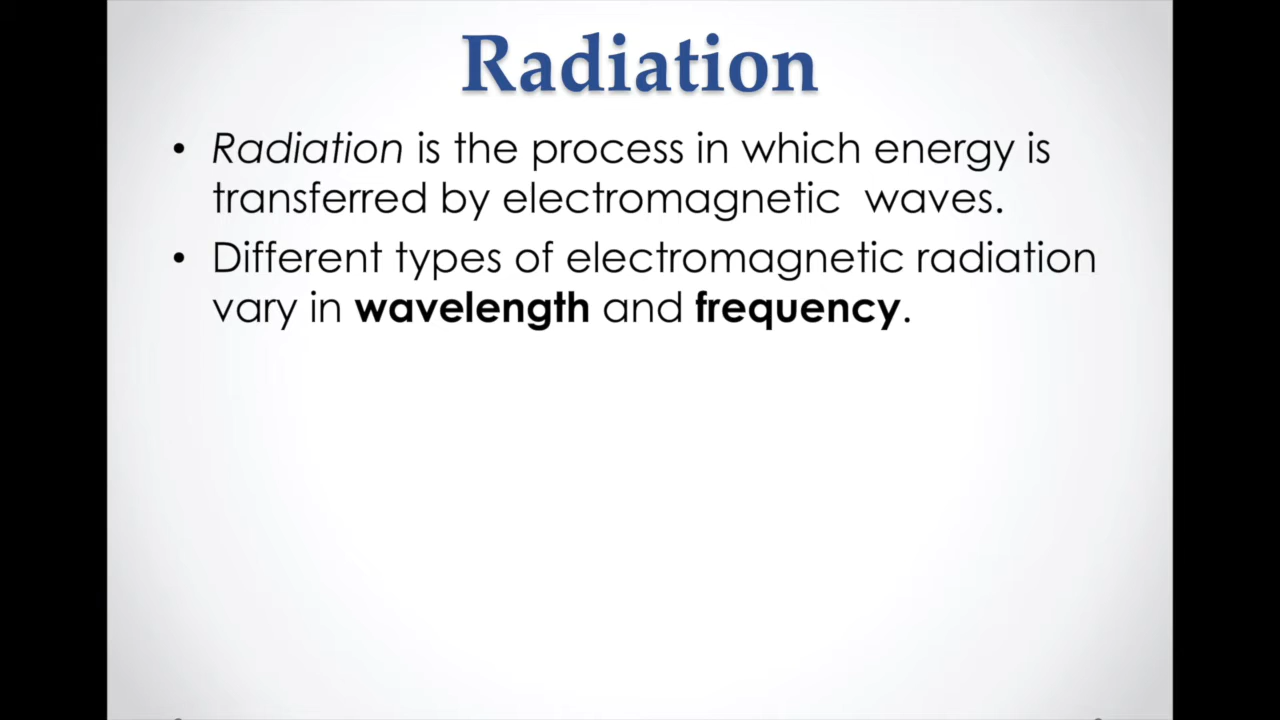 Radiation
• Radiation is the process in which energy is
transferred by electromagnetic  waves.
• Different types of electromagnetic radiation
vary in wavelength and frequency.